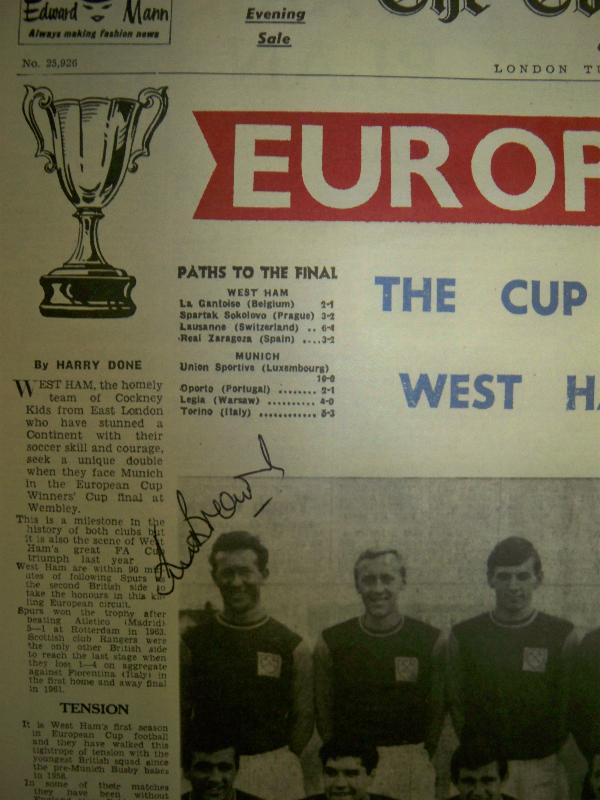 Edward Mann
Always making fashion news
Evening
Sale
The
No. 25,926
LONDON
EUROP
PATHS TO THE FINAL
WEST HAM
La Gantoise (Belgium) 2-1
Spartak Sokolovo (Prague) 3-2
Lausanne (Switzerland) .. 6-4
Real Zaragoza (Spain) ....3-2
MUNICH
Union Sportive (Luxembourg)
10-0
Oporto (Portugal) ........ 2-1
Legia (Warsaw) .......... 4-0
Torino (Italy) ............ 5-3
THE CUP
WEST HA
By HARRY DONE
WEST HAM, the homely
team of Cockney
Kids from East London
who have stunned a
Continent with their
soccer skill and courage,
seek a unique double
when they face Munich
in the European Cup
Winners' Cup final at
Wembley.
This is a milestone in the
history of both clubs but
it is also the scene of West
Ham's great FA Cup
triumph last year.
West Ham are within 90 min-
utes of following Spurs as
the second British side to
take the honours in this
ling European circuit.
Spurs won the trophy after
beating Atletico (Madrid)
5—1 at Rotterdam in 1963.
Scottish club Rangers were
the only other British side
to reach the last stage when
they lost 1—4 on aggregate
against Fiorentina (Italy) in
the first home and away final
in 1961.
TENSION
It is West Ham's first season
in European Cup football
and they have walked this
tightrope of tension with the
youngest British squad since
the pre-Munich Busby babes
in 1958.
In some of their matches
they have been without